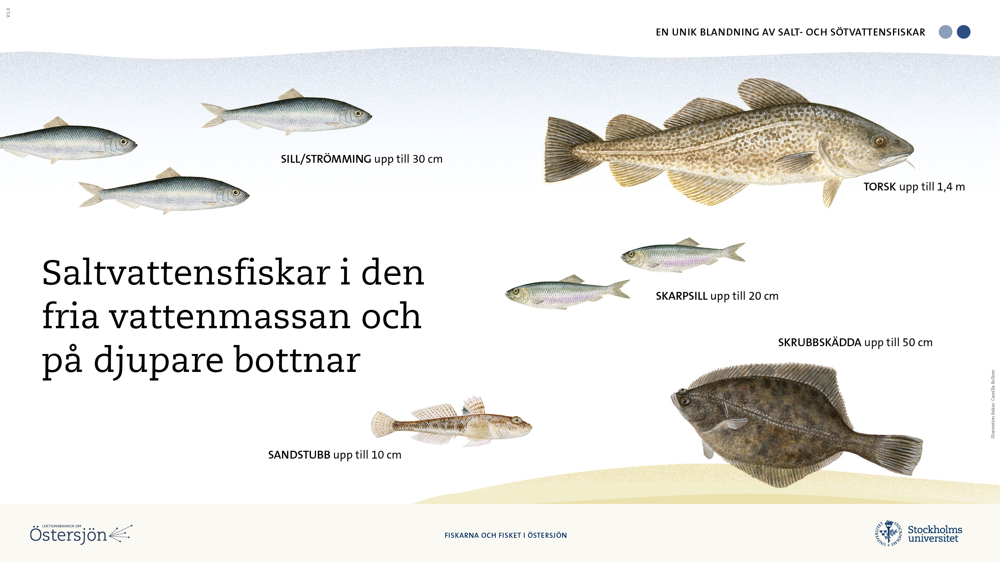 V1.0
EN UNIK BLANDNING AV SALT- OCH SÖTVATTENSFISKAR
SILL/STRÖMMING upp till 30 cm
TORSK upp till 1,4 m
Saltvattensfiskar i den
fria vattenmassan och
på djupare bottnar
SKARPSILL upp till 20 cm
SKRUBBSKÄDDA upp till 50 cm
Illustration fiskar: Camilla Bollner
SANDSTUBB upp till 10 cm
LEKTIONSBANKEN OM
Östersjön
FISKARNA OCH FISKET I ÖSTERSJÖN
STOCKHOLMS UNIVERSITET
Stockholms
universitet